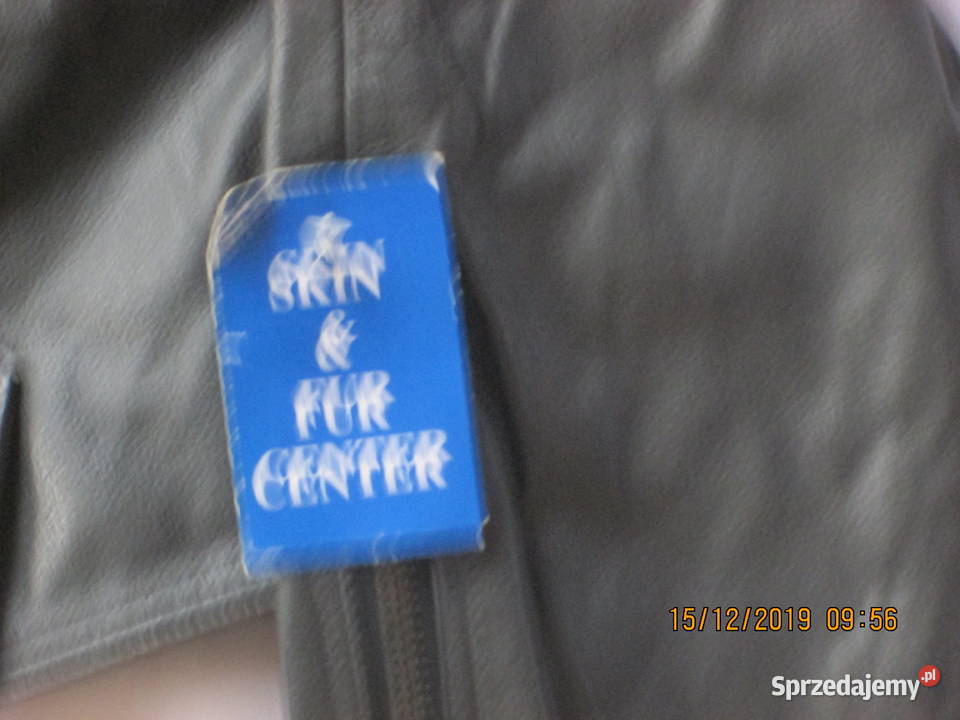 SKIN
&
FUR
CENTER
15/12/2019 09:56
Sprzedajemy.pl